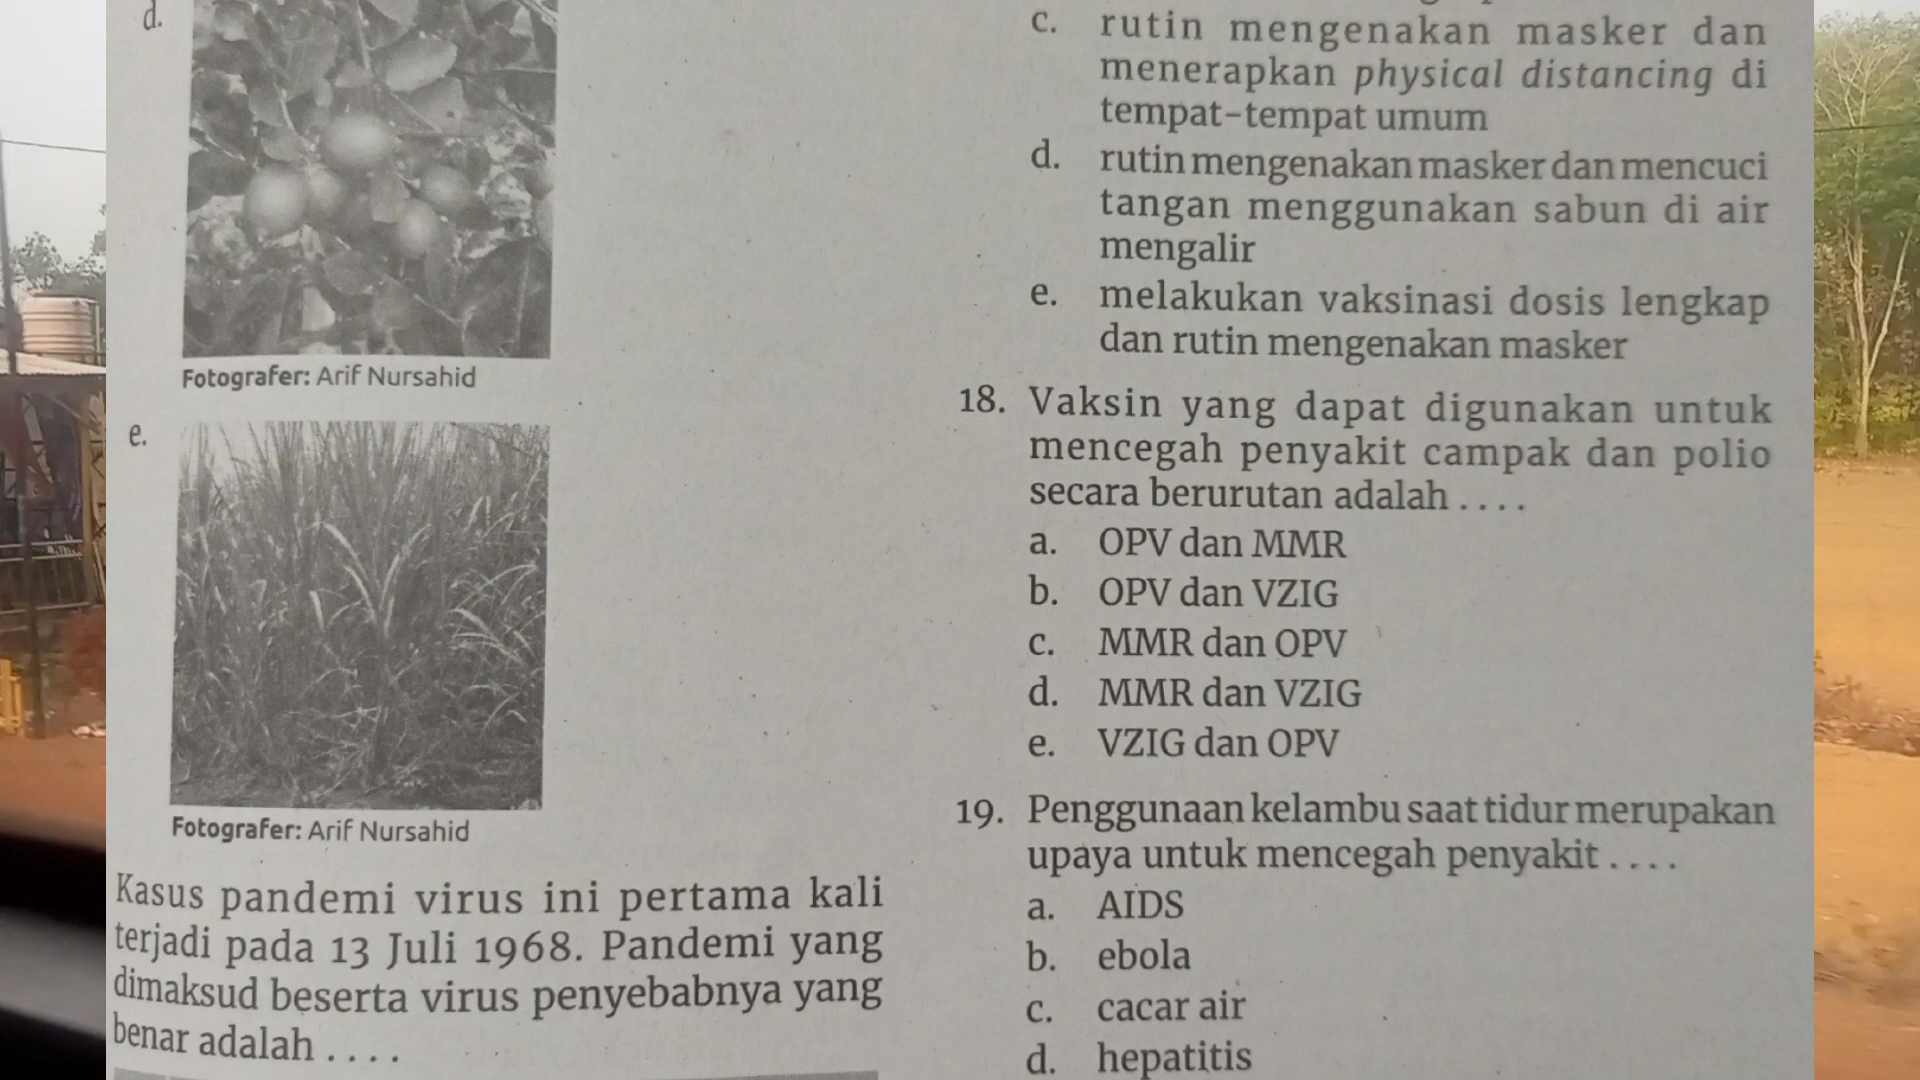 d.
Fotografer: Arif Nursahid
e.
Fotografer: Arif Nursahid
Kasus pandemi virus ini pertama kali
terjadi pada 13 Juli 1968. Pandemi yang
dimaksud beserta virus penyebabnya yang
benar adalah . . . .
c. rutin mengenakan masker dan
menerapkan physical distancing di
tempat-tempat umum
d. rutin mengenakan masker dan mencuci
tangan menggunakan sabun di air
mengalir
e. melakukan vaksinasi dosis lengkap
dan rutin mengenakan masker
18. Vaksin yang dapat digunakan untuk
mencegah penyakit campak dan polio
secara berurutan adalah . . . .
a. OPV dan MMR
b. OPV dan VZIG
c. MMR dan OPV
d. MMR dan VZIG
e. VZIG dan OPV
19. Penggunaan kelambu saat tidur merupakan
upaya untuk mencegah penyakit . . . .
a. AIDS
b. ebola
c. cacar air
d. hepatitis